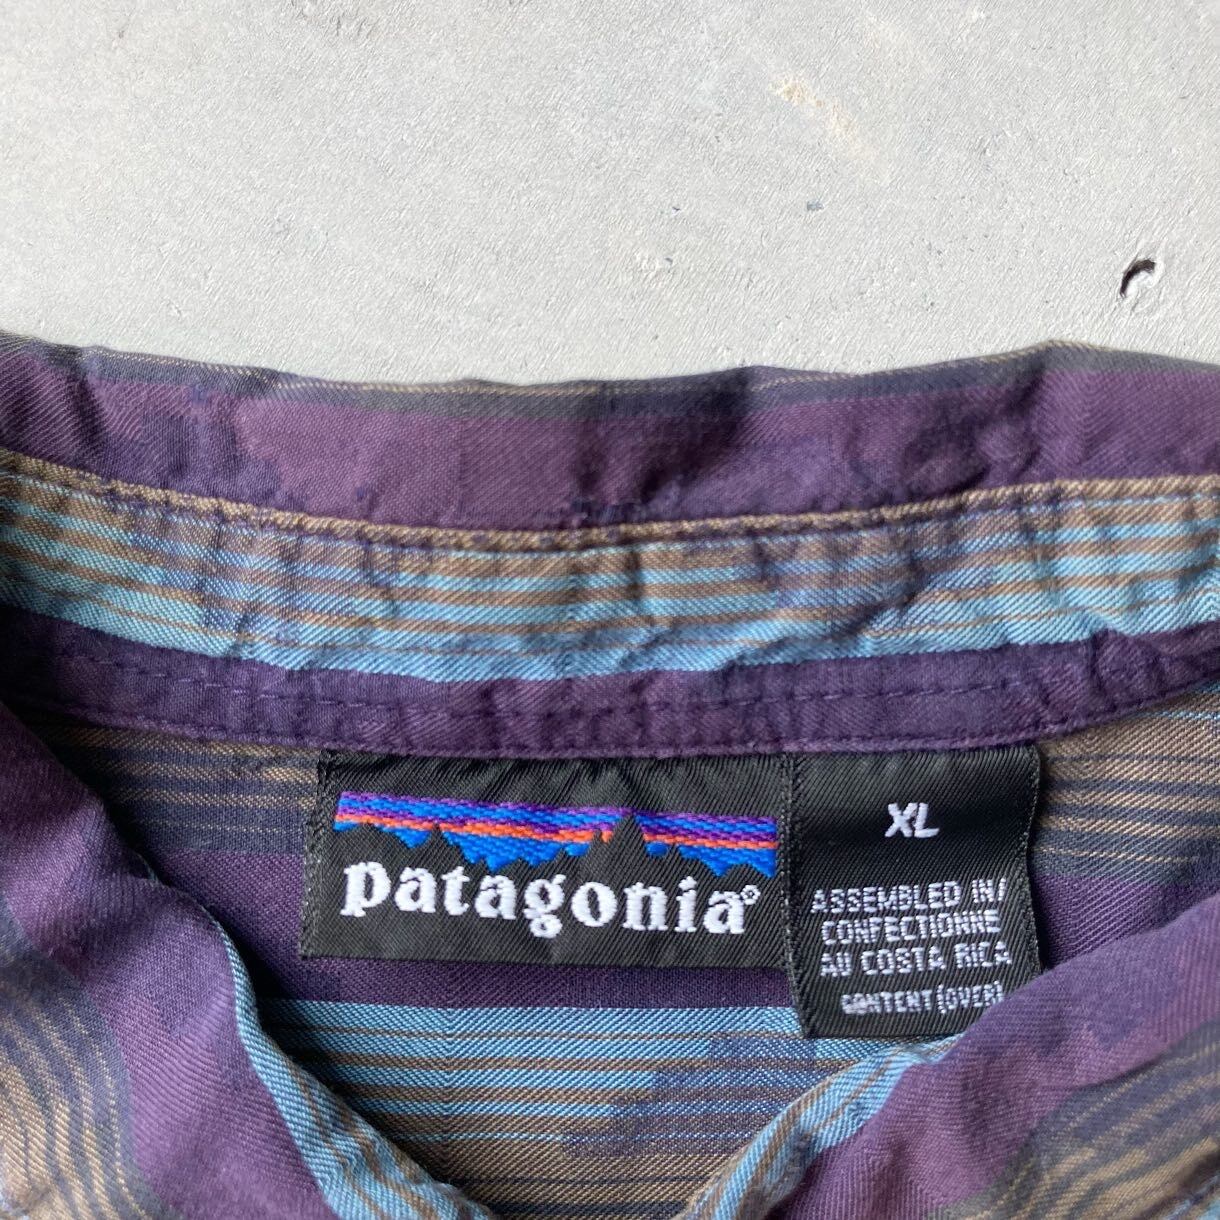 patagonia®
XL
ASSEMBLED IN/
CONFECTIONNE
AU COSTA RICA
CONTENT (OVER)